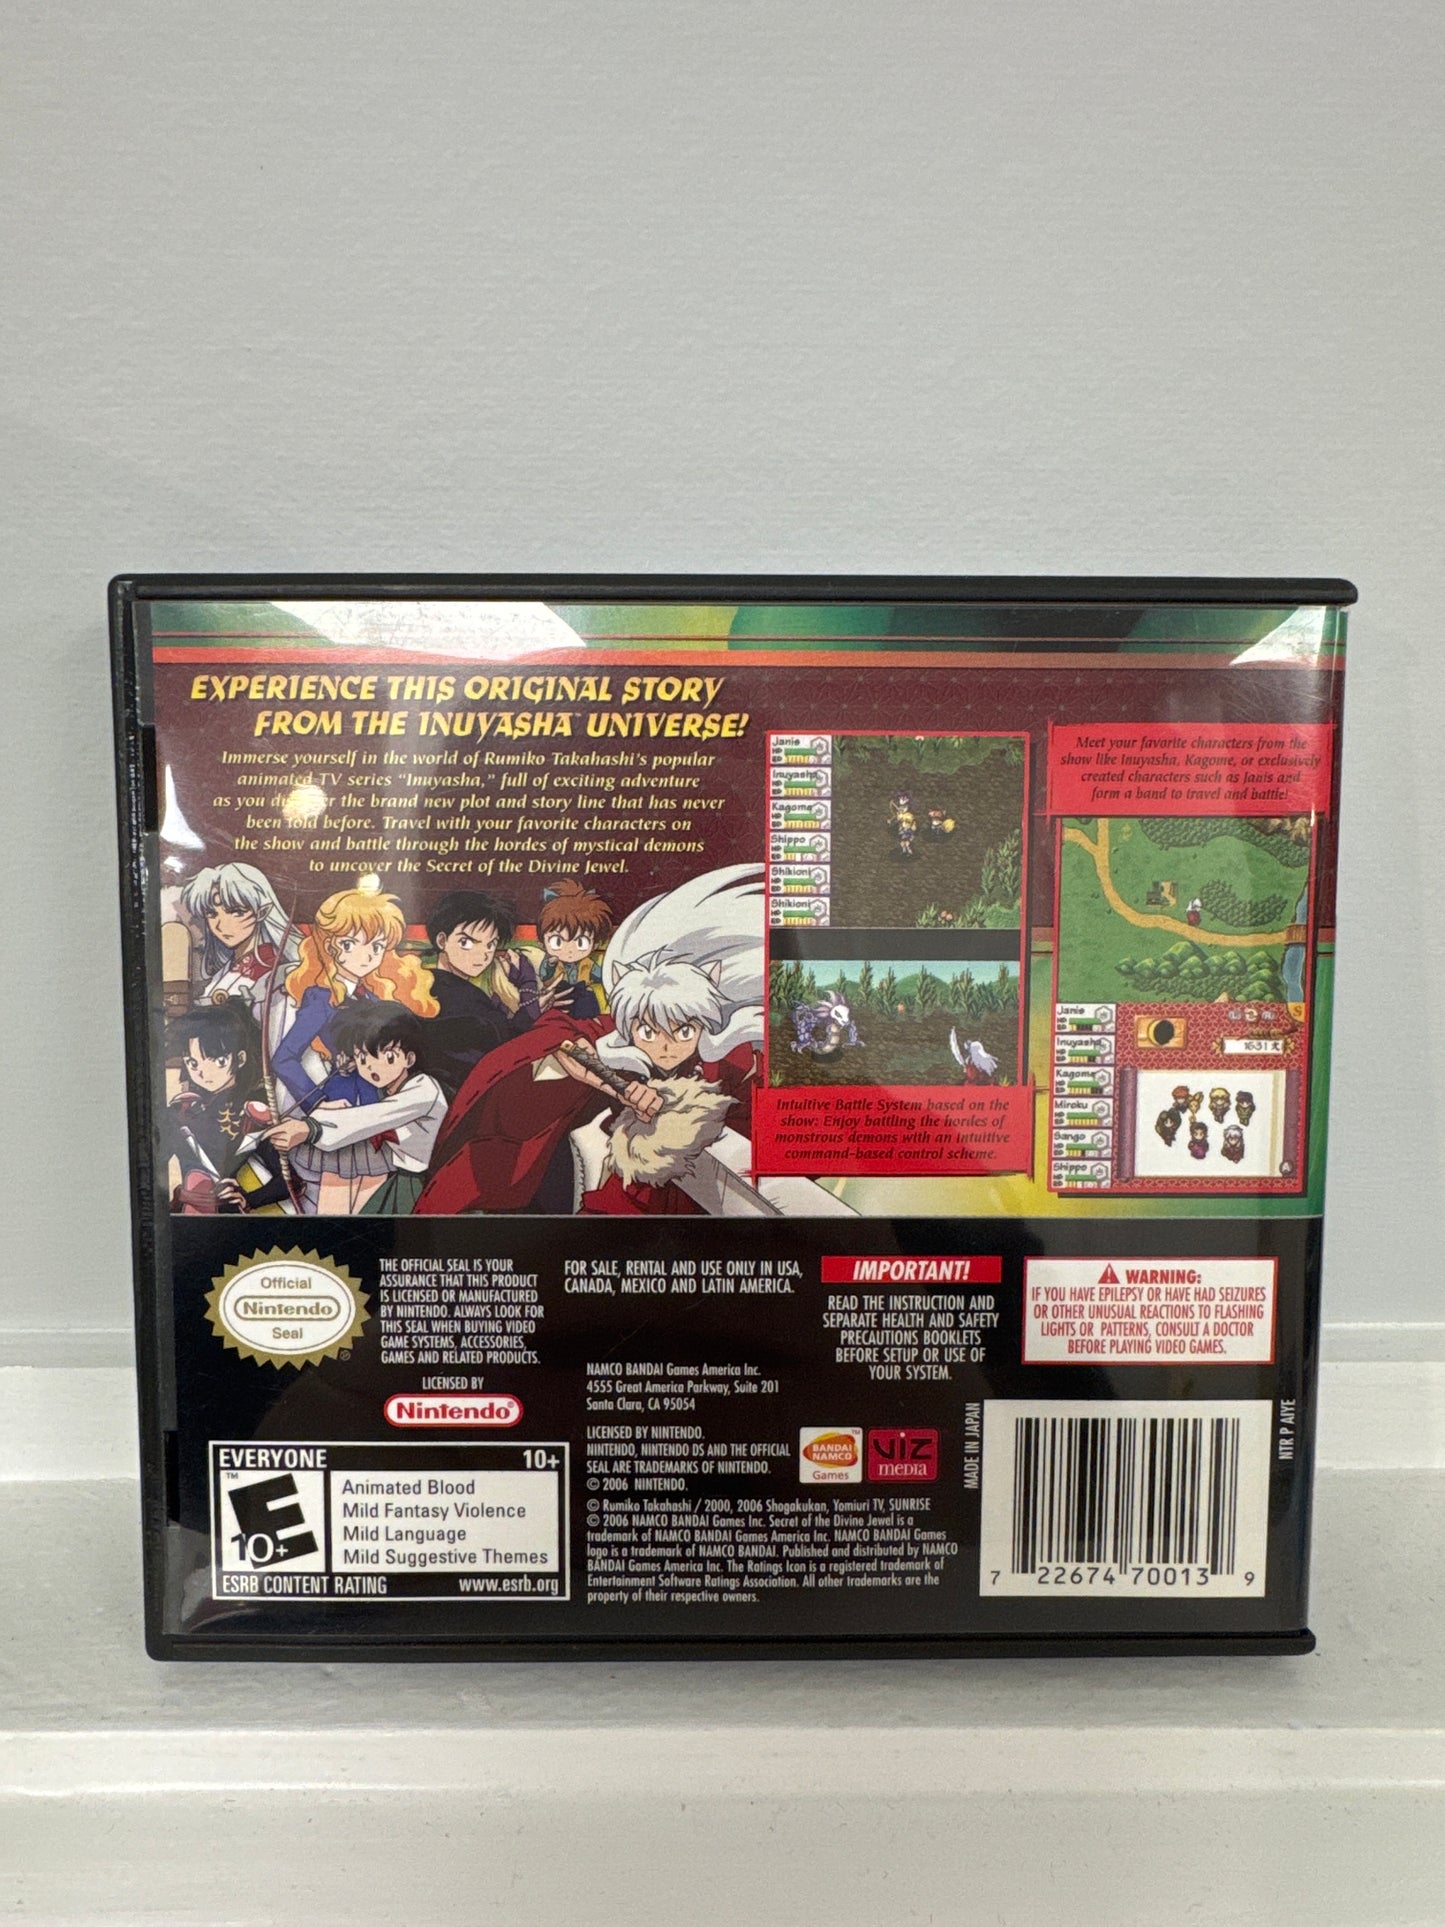 EXPERIENCE THIS ORIGINAL STORY
FROM THE INUYASHA™ UNIVERSE!
Immerse yourself in the world of Rumiko Takahashi's popular
animated TV series "Inuyasha," full of exciting adventure
as you the brand new plot and story line that has never
been told before. Travel with your favorite characters on
the show and battle through the hordes of mystical demons
to uncover the Secret of the Divine Jewel.
Janis
Inuyasha
Kagome
Shippo
Shikioni
Shikioni
Intuitive Battle System based on the
show: Enjoy battling the hordes of
monstrous demons with an intuitive
command-based control scheme.
Meet your favorite characters from the
show like Inuyasha, Kagome, or exclusively
created characters such as Janis and
form a band to travel and battle!
Janis
Inuyasha
Kagome
Miroku
Sango
Shippo
S
1631
A
Official
Nintendo
Seal
®
THE OFFICIAL SEAL IS YOUR
ASSURANCE THAT THIS PRODUCT
IS LICENSED OR MANUFACTURED
BY NINTENDO. ALWAYS LOOK FOR
THIS SEAL WHEN BUYING VIDEO
GAME SYSTEMS, ACCESSORIES,
GAMES AND RELATED PRODUCTS.
LICENSED BY
Nintendo®
EVERYONE 10+
™
E
10+
Animated Blood
Mild Fantasy Violence
Mild Language
Mild Suggestive Themes
ESRB CONTENT RATING www.esrb.org
FOR SALE, RENTAL AND USE ONLY IN USA,
CANADA, MEXICO AND LATIN AMERICA.
NAMCO BANDAI Games America Inc.
4555 Great America Parkway, Suite 201
Santa Clara, CA 95054
LICENSED BY NINTENDO.
NINTENDO, NINTENDO DS AND THE OFFICIAL
SEAL ARE TRADEMARKS OF NINTENDO.
© 2006 NINTENDO.
BANDAI
NAMCO
™
Games
VIZ
MEDIA
© Rumiko Takahashi / 2000, 2006 Shogakukan, Yomiuri TV, SUNRISE
© 2006 NAMCO BANDAI Games Inc. Secret of the Divine Jewel is a
trademark of NAMCO BANDAI Games America Inc. NAMCO BANDAI Games
logo is a trademark of NAMCO BANDAI. Published and distributed by NAMCO
BANDAI Games America Inc. The Ratings Icon is a registered trademark of
Entertainment Software Ratings Association. All other trademarks are the
property of their respective owners.
IMPORTANT!
READ THE INSTRUCTION AND
SEPARATE HEALTH AND SAFETY
PRECAUTIONS BOOKLETS
BEFORE SETUP OR USE OF
YOUR SYSTEM.
WARNING:
IF YOU HAVE EPILEPSY OR HAVE HAD SEIZURES
OR OTHER UNUSUAL REACTIONS TO FLASHING
LIGHTS OR PATTERNS, CONSULT A DOCTOR
BEFORE PLAYING VIDEO GAMES.
MADE IN JAPAN
NTR P AIYE
7 22674 70013 9